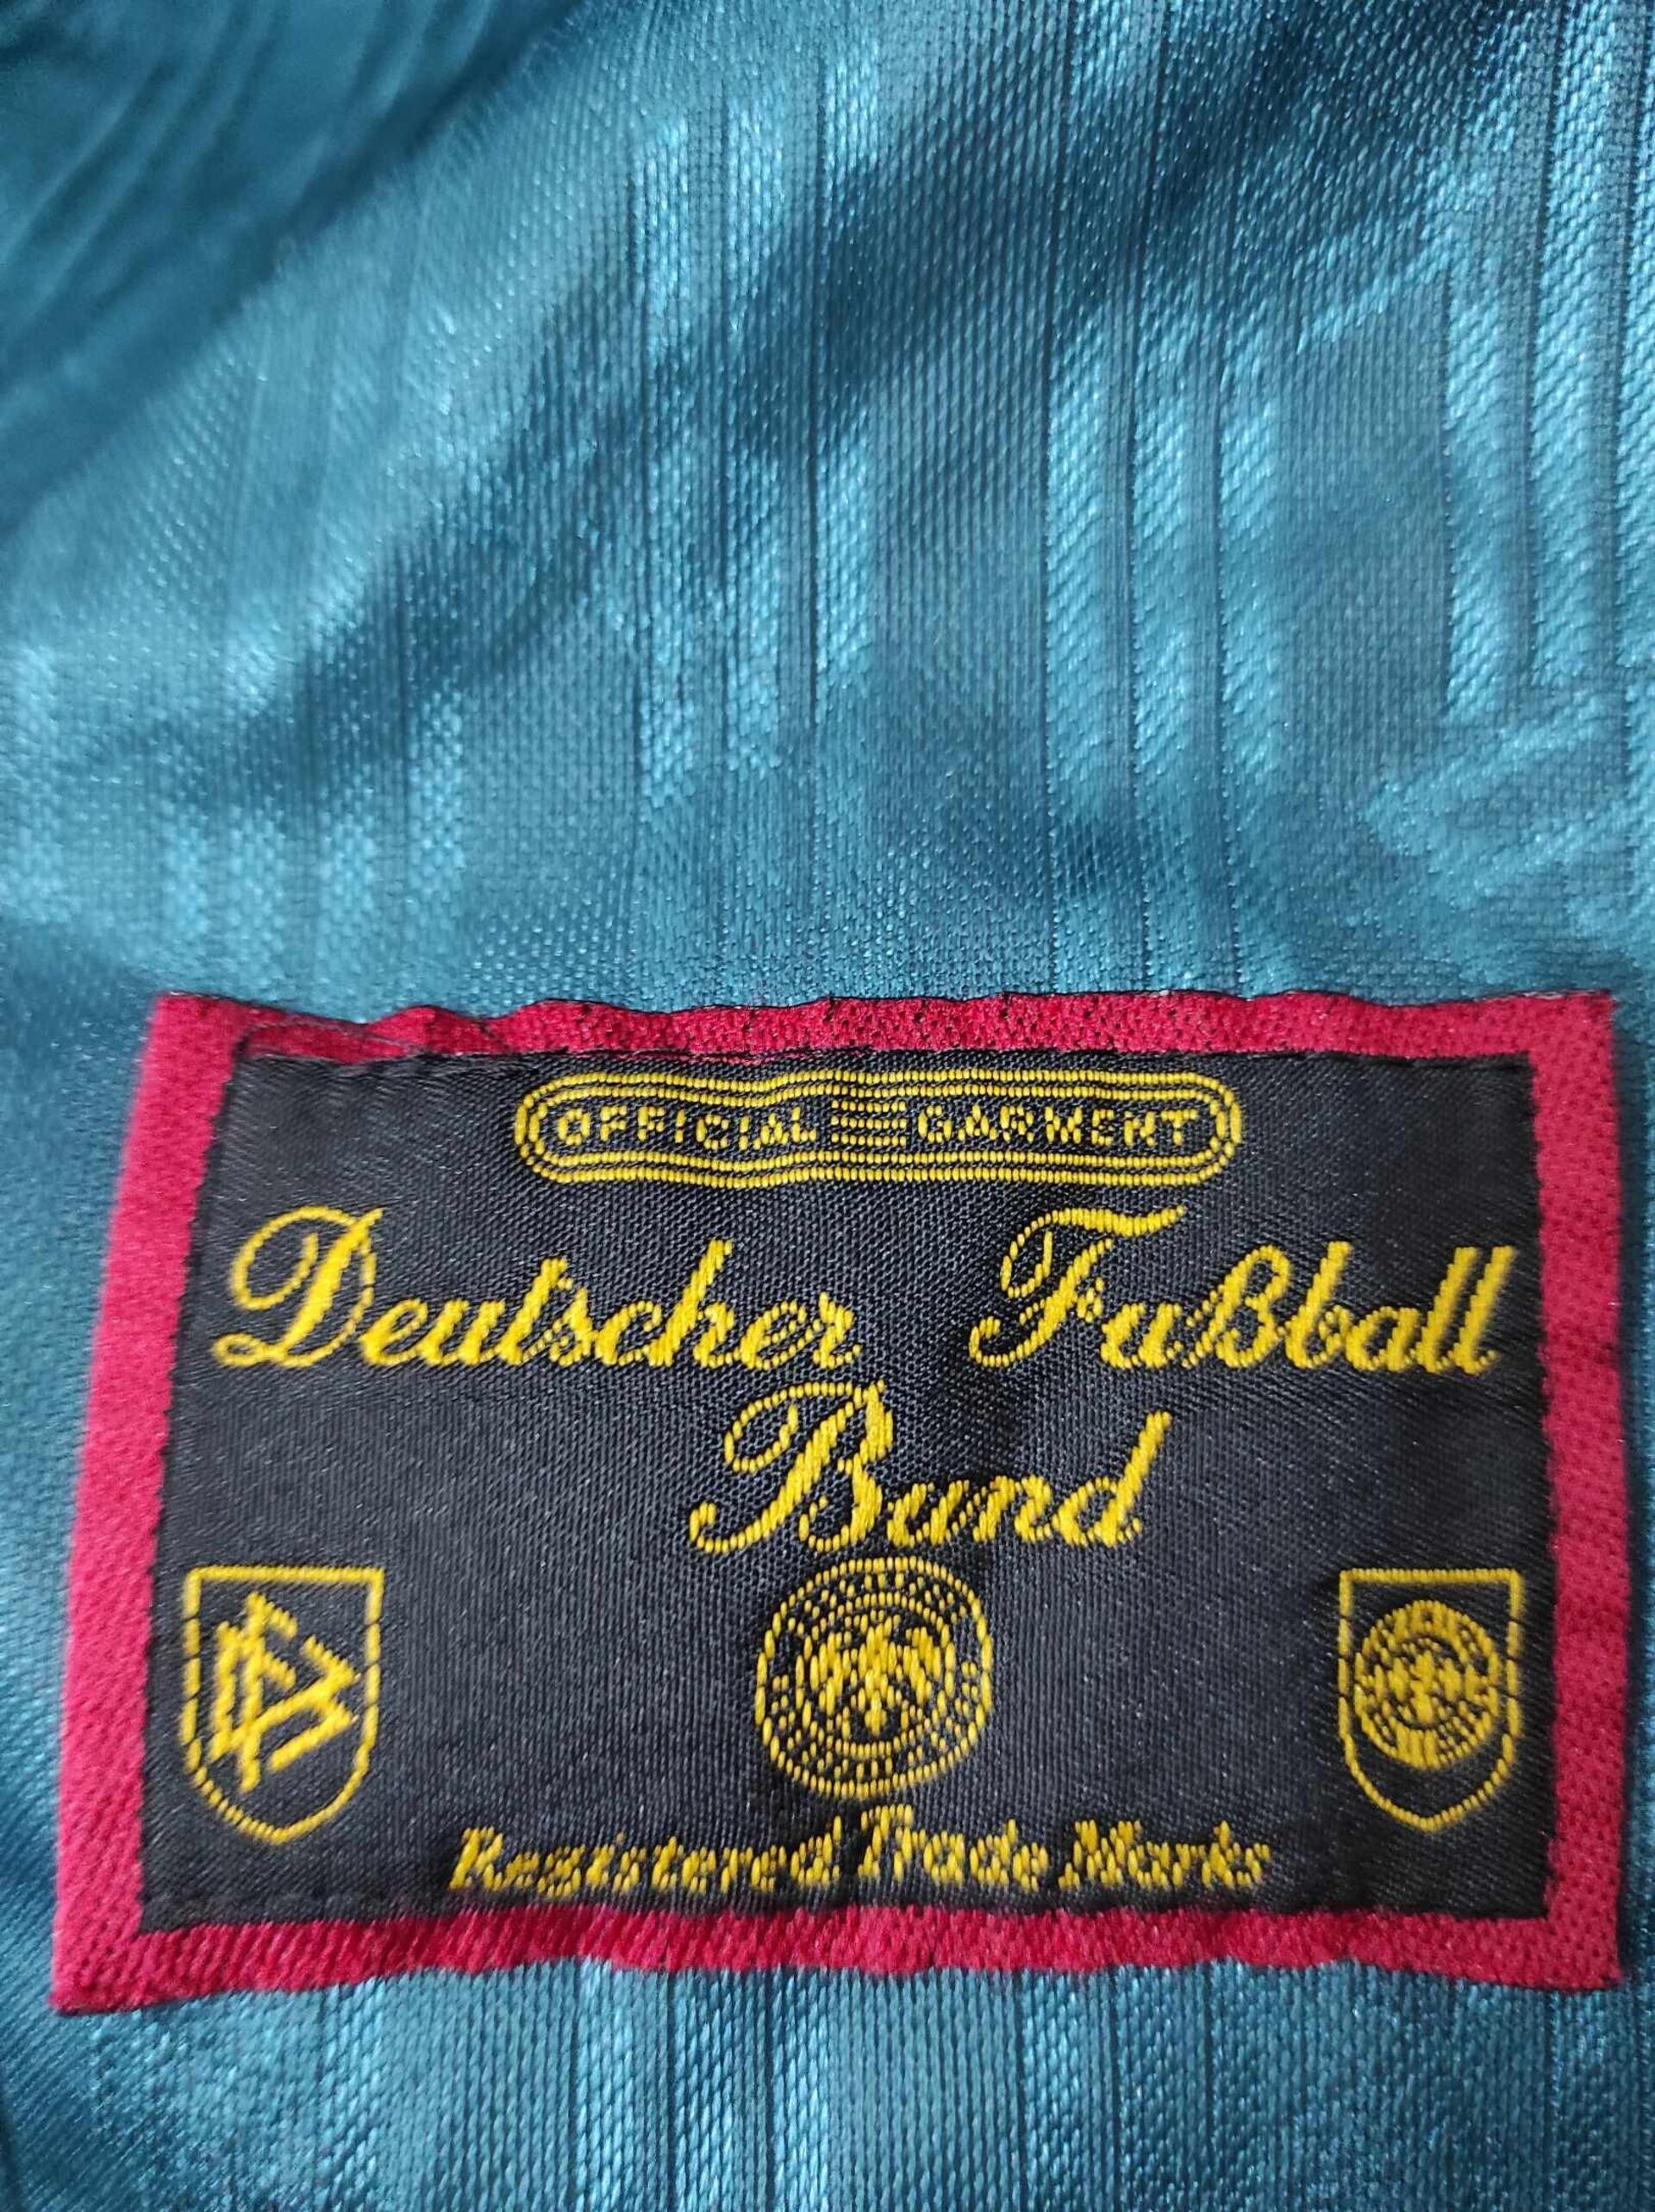 OFFICIAL GARMENT
Deutscher Fußball
Bund
Registered Trade Marks